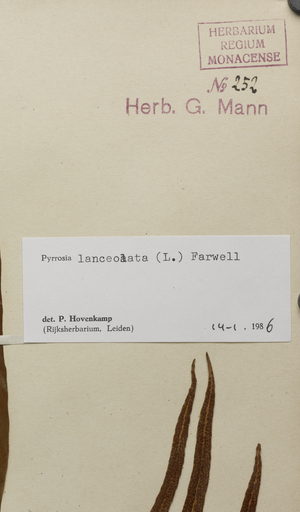 HERBARIUM
REGIUM
MONACENSE
No 252
Herb. G. Mann
Pyrrosia lanceolata (L.) Farwell
det. P. Hovenkamp
(Rijksherbarium, Leiden) 14-1. 1986